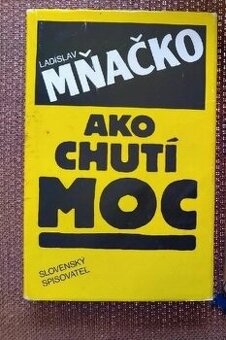 LADISLAV
MŇAČKO
AKO
CHUTÍ
MOC
SLOVENSKÝ
SPISOVATEĽ